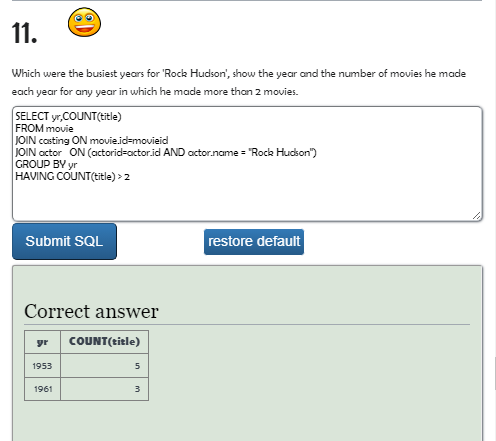 11.
Which were the busiest years for 'Rock Hudson', show the year and the number of movies he made
each year for any year in which he made more than 2 movies.
SELECT yr,COUNT(title)
FROM movie
JOIN casting ON movie.id=movieid
JOIN actor ON (actorid=actor.id AND actor.name = "Rock Hudson")
GROUP BY yr
HAVING COUNT(title) > 2
Submit SQL restore default
Correct answer
yr COUNT(title)
1953 5
1961 3